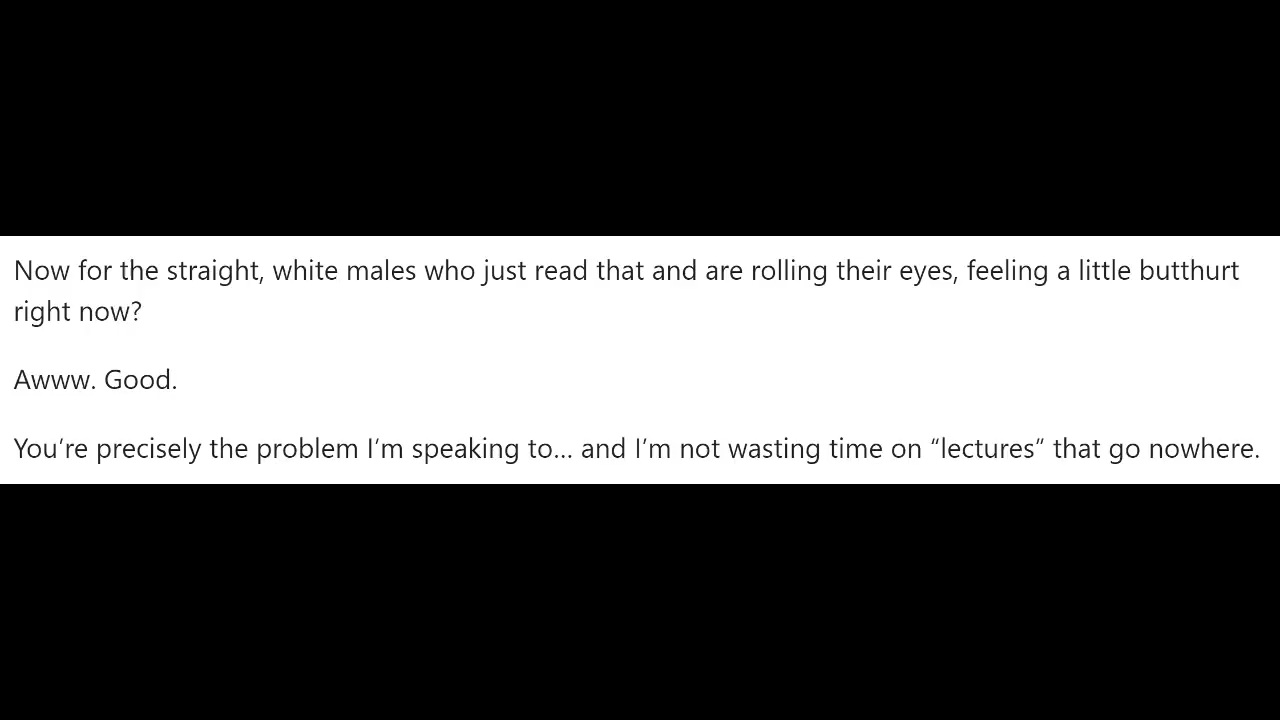 Now for the straight, white males who just read that and are rolling their eyes, feeling a little butthurt
right now?
Awww. Good.
You’re precisely the problem I’m speaking to… and I’m not wasting time on “lectures” that go nowhere.